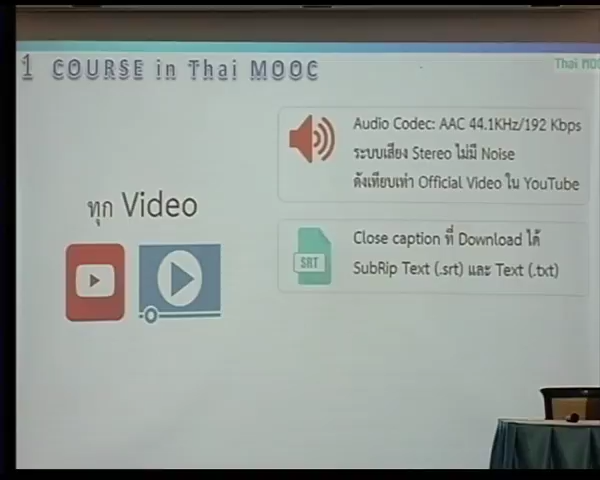 1 COURSE in Thai MOOC
Thai MOO
Audio Codec: AAC 44.1KHz/192 Kbps
ระบบเสียง Stereo ไม่มี Noise
ดังเทียบเท่า Official Video ใน YouTube
ทุก Video
Close caption ที่ Download ได้
SRT
SubRip Text (.srt) และ Text (.txt)